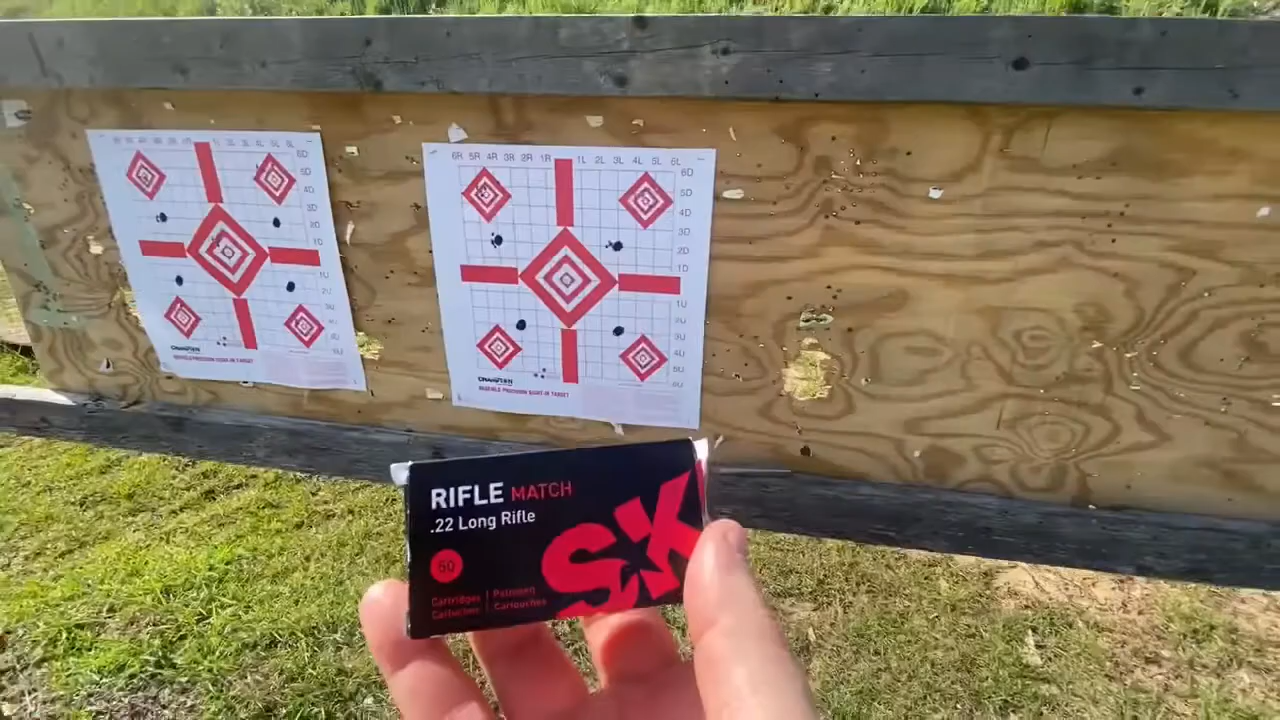 6R 5R 4R 3R 2R 1R 1L 2L 3L 4L 5L 6L
6D
5D
4D
3D
2D
1D
1U
2U
3U
4U
5U
6U
CHAMPION
RIFLE MATCH
.22 Long Rifle
50
Cartridges | Patronen
Cartuchos | Cartouches
SK